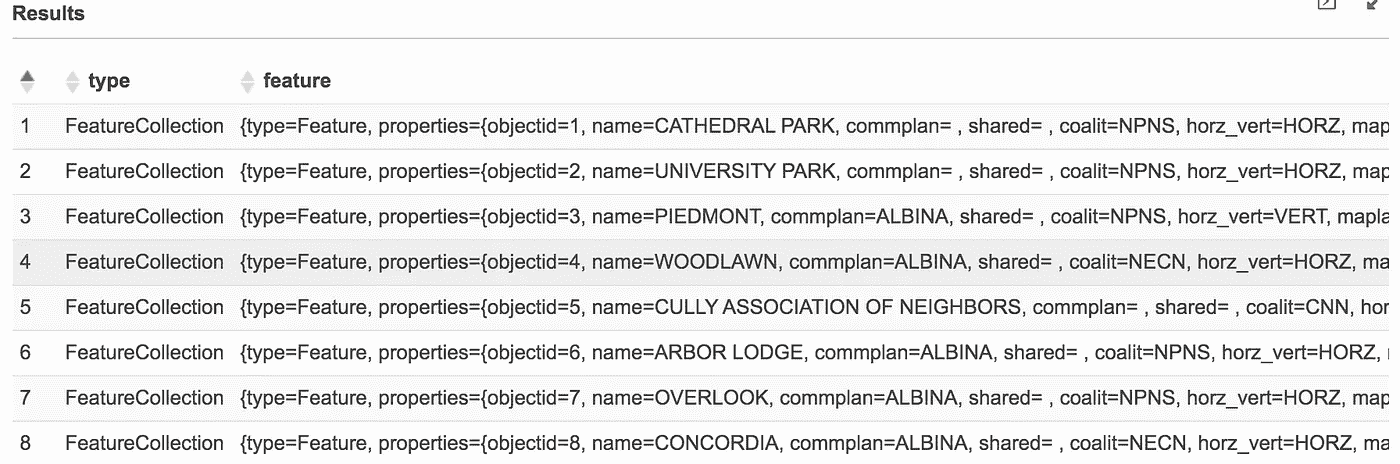 Results
type feature
1 FeatureCollection {type=Feature, properties={objectid=1, name=CATHEDRAL PARK, commplan= , shared= , coalit=NPNS, horz_vert=HORZ, map
2 FeatureCollection {type=Feature, properties={objectid=2, name=UNIVERSITY PARK, commplan= , shared= , coalit=NPNS, horz_vert=HORZ, map
3 FeatureCollection {type=Feature, properties={objectid=3, name=PIEDMONT, commplan=ALBINA, shared= , coalit=NPNS, horz_vert=VERT, mapla
4 FeatureCollection {type=Feature, properties={objectid=4, name=WOODLAWN, commplan=ALBINA, shared= , coalit=NECN, horz_vert=HORZ, ma
5 FeatureCollection {type=Feature, properties={objectid=5, name=CULLY ASSOCIATION OF NEIGHBORS, commplan= , shared= , coalit=CNN, hor
6 FeatureCollection {type=Feature, properties={objectid=6, name=ARBOR LODGE, commplan=ALBINA, shared= , coalit=NPNS, horz_vert=HORZ,
7 FeatureCollection {type=Feature, properties={objectid=7, name=OVERLOOK, commplan=ALBINA, shared= , coalit=NPNS, horz_vert=HORZ, map
8 FeatureCollection {type=Feature, properties={objectid=8, name=CONCORDIA, commplan=ALBINA, shared= , coalit=NECN, horz_vert=HORZ, ma